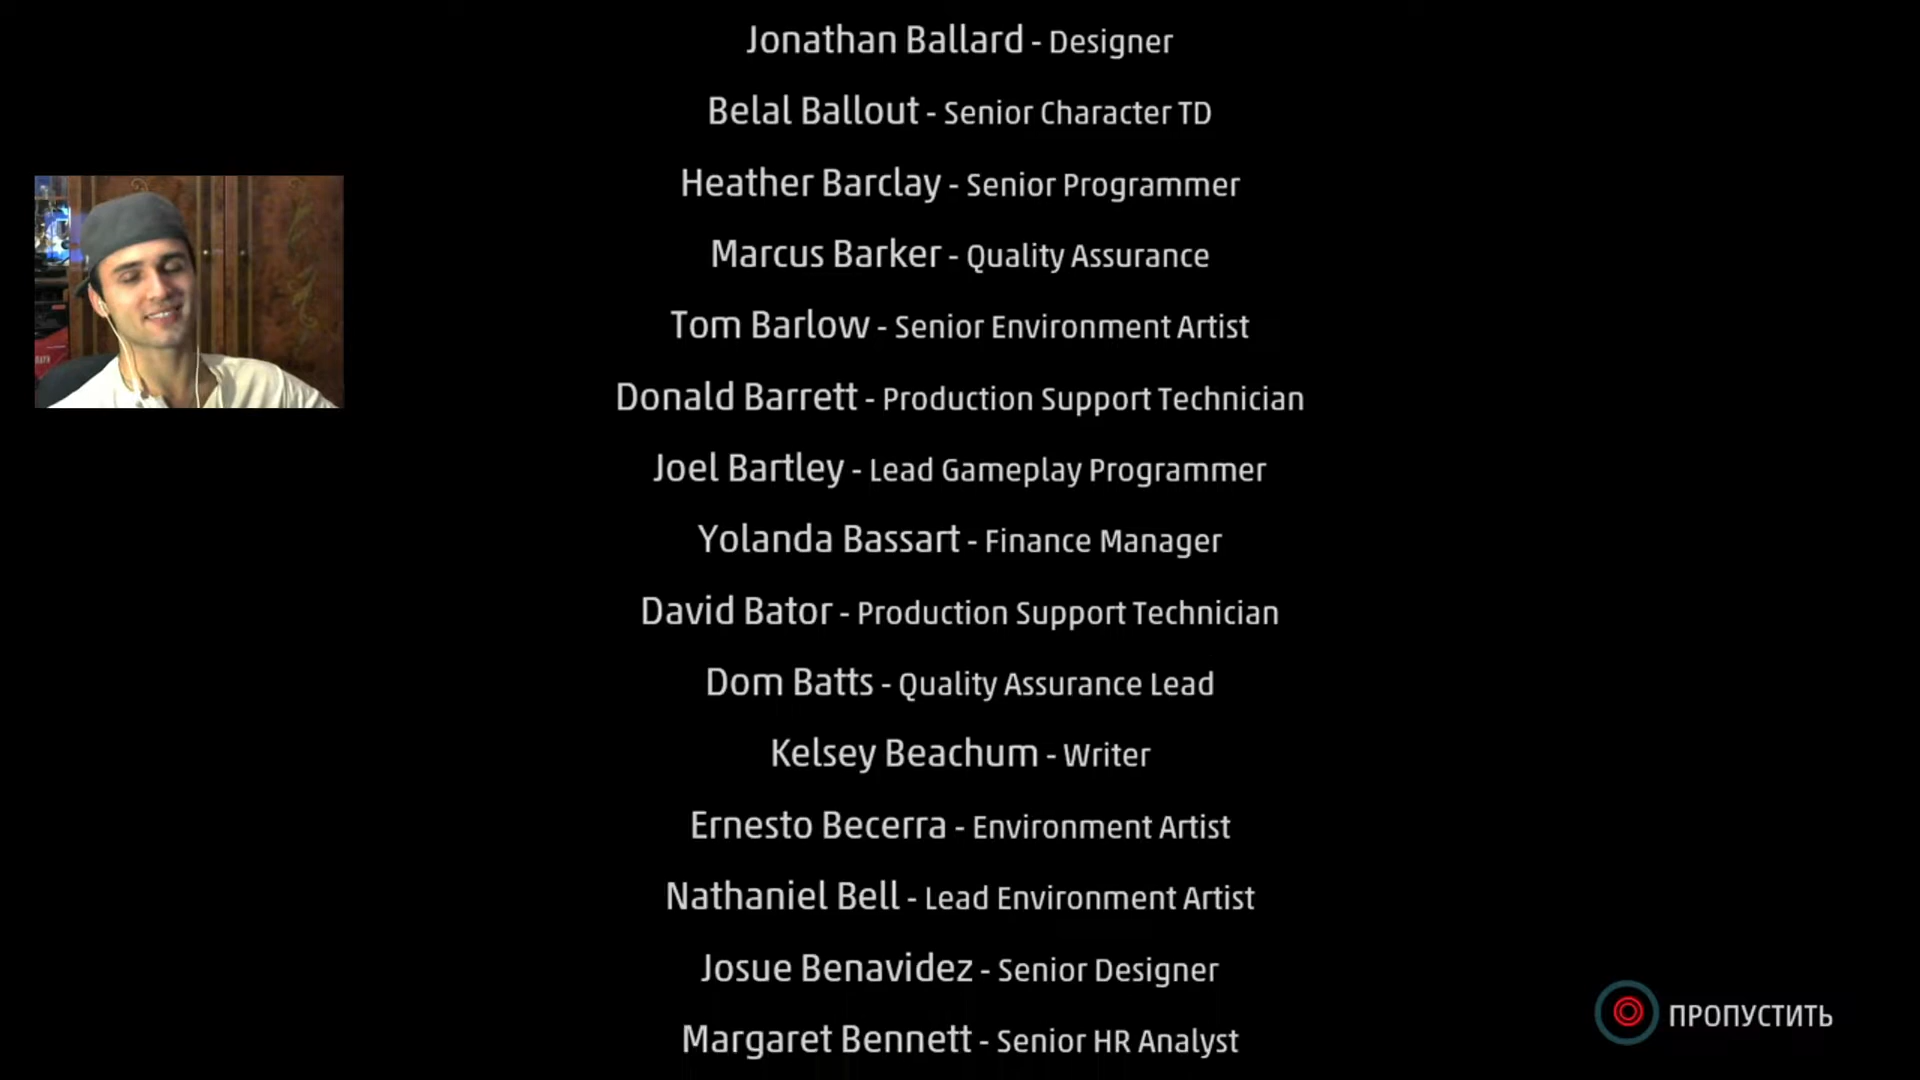 Jonathan Ballard - Designer
Belal Ballout - Senior Character TD
Heather Barclay - Senior Programmer
Marcus Barker - Quality Assurance
Tom Barlow - Senior Environment Artist
Donald Barrett - Production Support Technician
Joel Bartley - Lead Gameplay Programmer
Yolanda Bassart - Finance Manager
David Bator - Production Support Technician
Dom Batts - Quality Assurance Lead
Kelsey Beachum - Writer
Ernesto Becerra - Environment Artist
Nathaniel Bell - Lead Environment Artist
Josue Benavidez - Senior Designer
Margaret Bennett - Senior HR Analyst
ПРОПУСТИТЬ